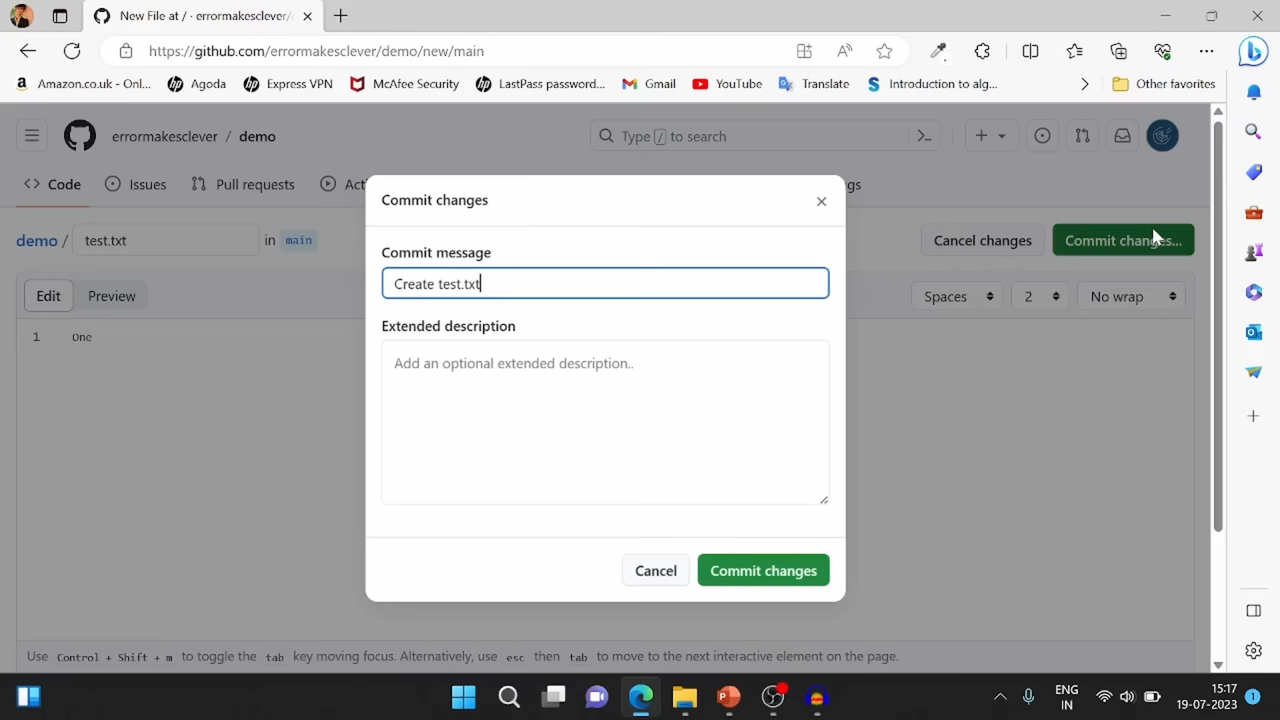 New File at / · errormakesclever/
https://github.com/errormakesclever/demo/new/main
Amazon.co.uk - Onl...
Agoda
Express VPN
McAfee Security
LastPass password...
Gmail
YouTube
Translate
Introduction to alg...
Other favorites
errormakesclever / demo
Type / to search
Code
Issues
Pull requests
Acti
gs
demo / test.txt in main
Cancel changes
Commit changes...
Edit
Preview
Spaces
2
No wrap
1 One
Commit changes
Commit message
Create test.txt
Extended description
Add an optional extended description..
Cancel
Commit changes
Use Control + Shift + m to toggle the tab key moving focus. Alternatively, use esc then tab to move to the next interactive element on the page.
ENG
IN
15:17
19-07-2023
1